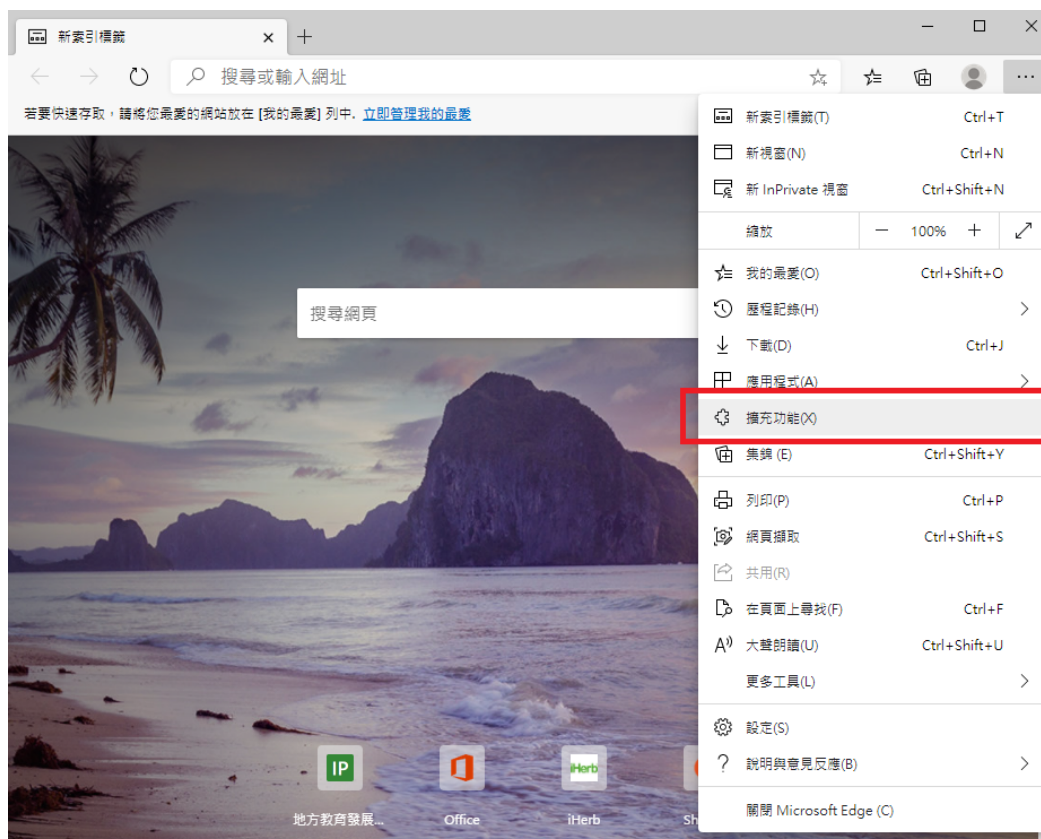 新索引標籤
搜尋或輸入網址
若要快速存取，請將您最愛的網站放在 [我的最愛] 列中. 立即管理我的最愛
新索引標籤(T) Ctrl+T
新視窗(N) Ctrl+N
新 InPrivate 視窗 Ctrl+Shift+N
縮放 100%
我的最愛(O) Ctrl+Shift+O
搜尋網頁
歷程記錄(H)
下載(D) Ctrl+J
應用程式(A)
擴充功能(X)
集錦 (E) Ctrl+Shift+Y
列印(P) Ctrl+P
網頁擷取 Ctrl+Shift+S
共用(R)
在頁面上尋找(F) Ctrl+F
大聲朗讀(U) Ctrl+Shift+U
更多工具(L)
設定(S)
說明與意見反應(B)
關閉 Microsoft Edge (C)
IP
iHerb
地方教育發展...
Office
iHerb
Sh